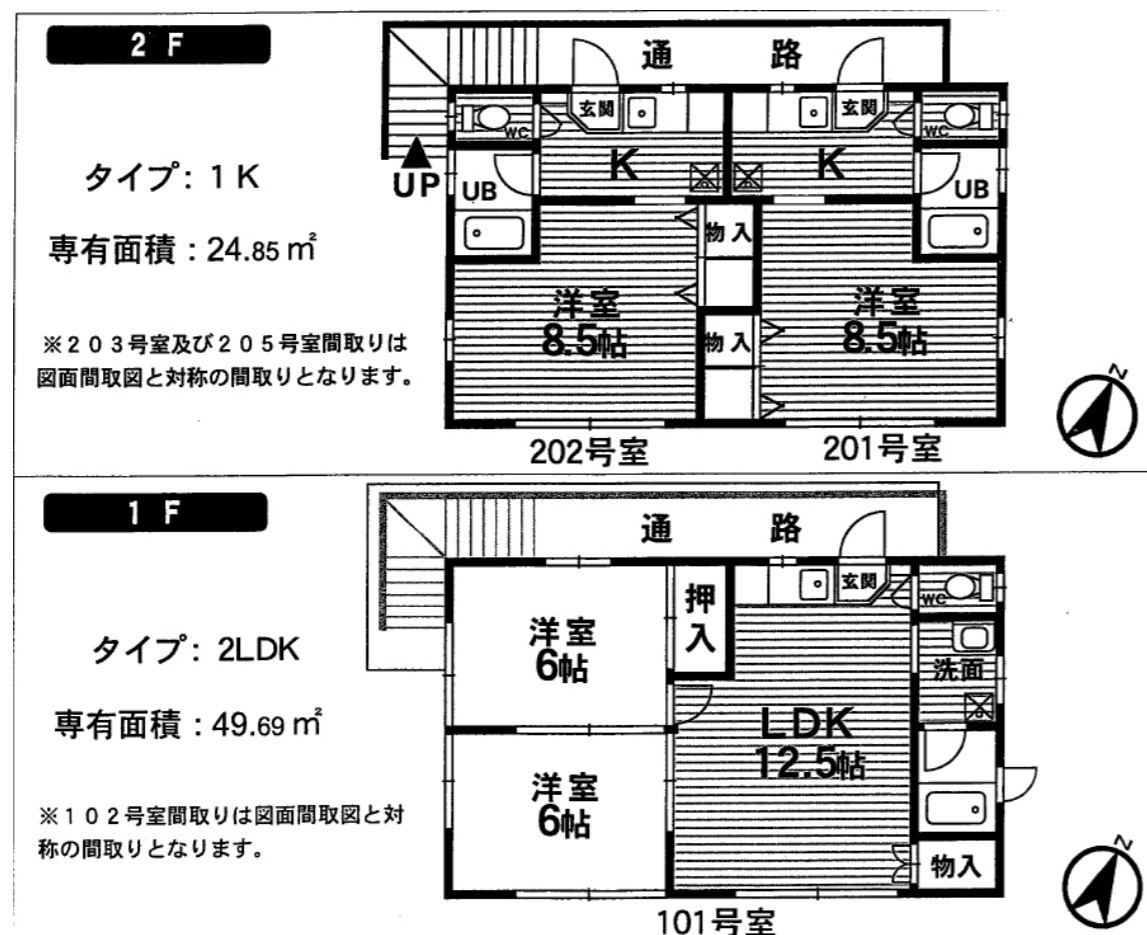 2 F
タイプ: 1K
専有面積 : 24.85 ㎡
※203号室及び205号室間取りは
図面間取図と対称の間取りとなります。
通 路
玄関
玄関
WC
WC
K
K
UP
UB
UB
物入
洋室
8.5帖
洋室
8.5帖
物入
N
202号室
201号室
1 F
タイプ: 2LDK
専有面積 : 49.69 ㎡
※102号室間取りは図面間取図と対
称の間取りとなります。
通 路
玄関
WC
押入
洋室
6帖
洗面
LDK
12.5帖
洋室
6帖
物入
N
101号室